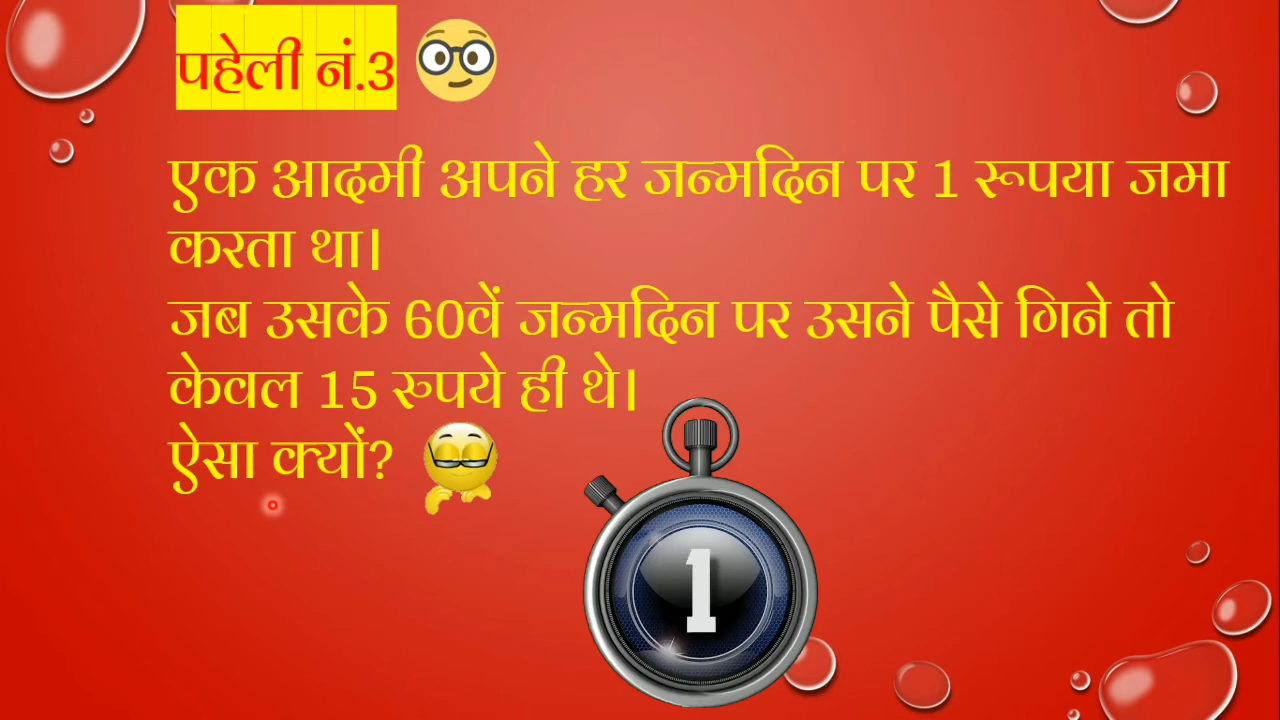 पहेली नं.3
एक आदमी अपने हर जन्मदिन पर 1 रूपया जमा
करता था।
जब उसके 60वें जन्मदिन पर उसने पैसे गिने तो
केवल 15 रुपये ही थे।
ऐसा क्यों?
1